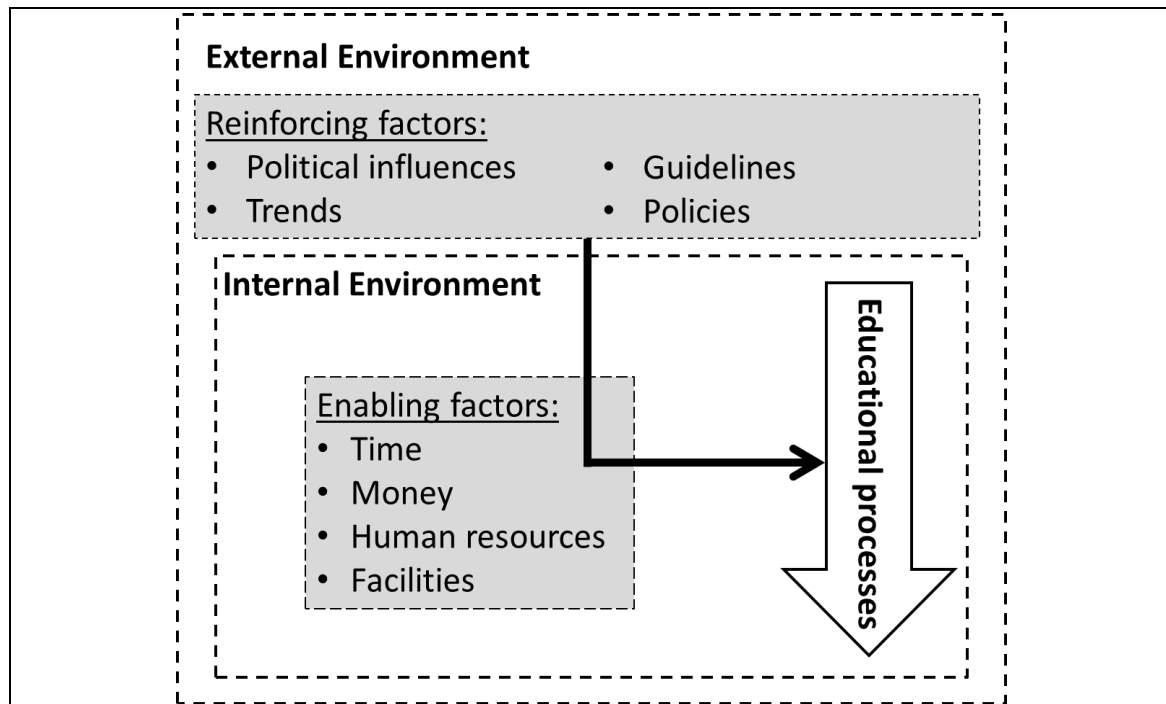 External Environment
Reinforcing factors:
• Political influences
• Trends
• Guidelines
• Policies
Internal Environment
Enabling factors:
• Time
• Money
• Human resources
• Facilities
Educational processes